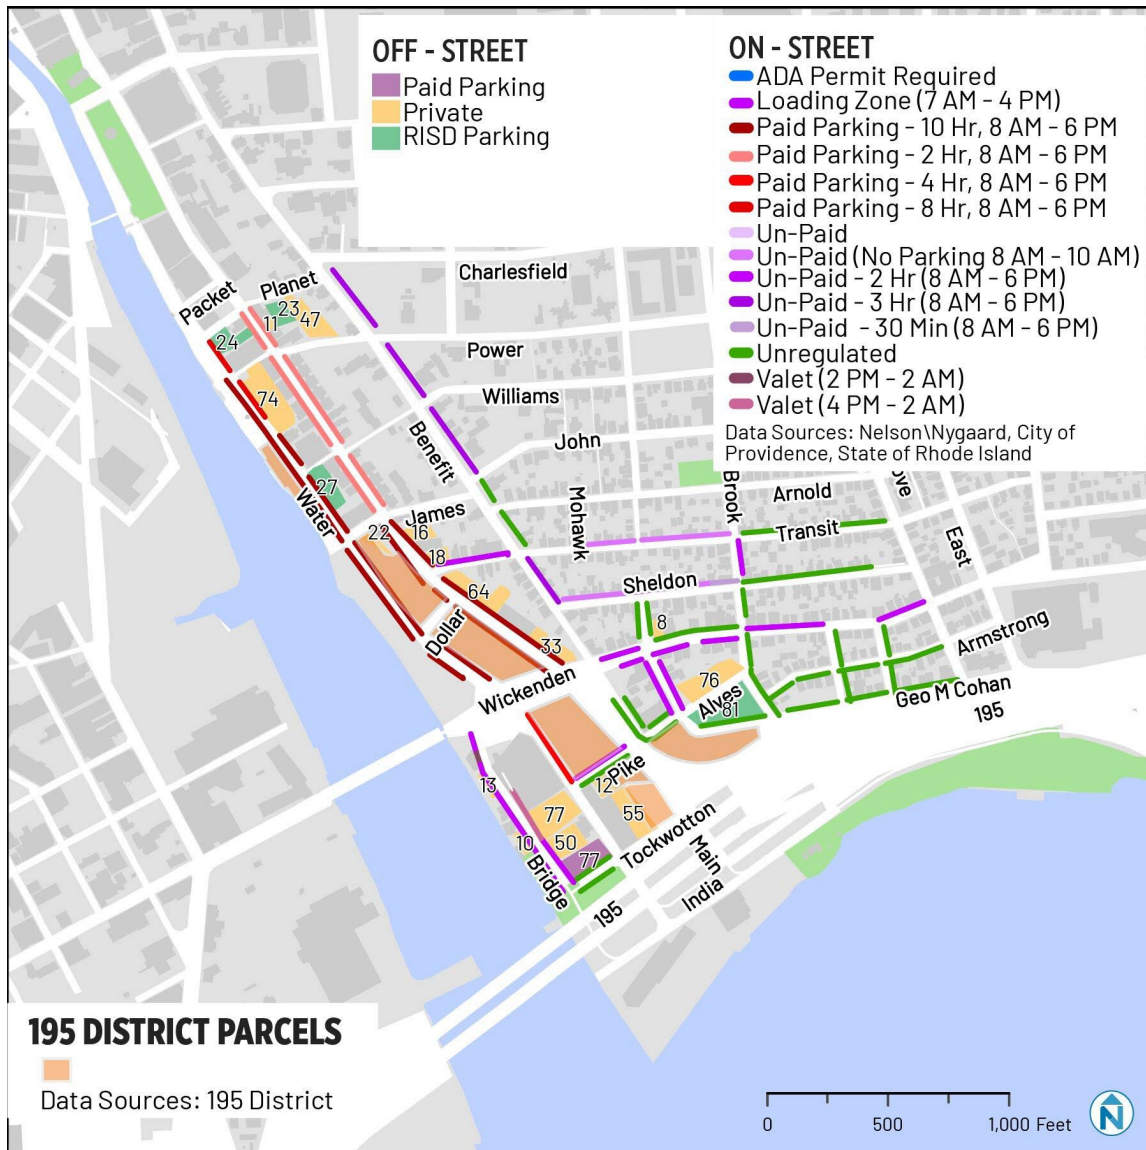 OFF - STREET
Paid Parking
Private
RISD Parking
ON - STREET
ADA Permit Required
Loading Zone (7 AM - 4 PM)
Paid Parking - 10 Hr, 8 AM - 6 PM
Paid Parking - 2 Hr, 8 AM - 6 PM
Paid Parking - 4 Hr, 8 AM - 6 PM
Paid Parking - 8 Hr, 8 AM - 6 PM
Un-Paid
Un-Paid (No Parking 8 AM - 10 AM)
Un-Paid - 2 Hr (8 AM - 6 PM)
Un-Paid - 3 Hr (8 AM - 6 PM)
Un-Paid - 30 Min (8 AM - 6 PM)
Unregulated
Valet (2 PM - 2 AM)
Valet (4 PM - 2 AM)
Data Sources: Nelson\Nygaard, City of
Providence, State of Rhode Island
Charlesfield
Planet
Packet
23
47
11
24
Power
Williams
74
John
Benefit
Brook
Arnold
27
Mohawk
Water
James
Transit
22
16
East
18
Sheldon
64
8
Dollar
33
Armstrong
76
Wickenden
Alves
81
Geo M Cohan
195
Pike
13
12
77
55
50
10
77
Tockwotton
Bridge
Main
India
195
195 DISTRICT PARCELS
Data Sources: 195 District
0
500
1,000 Feet
N